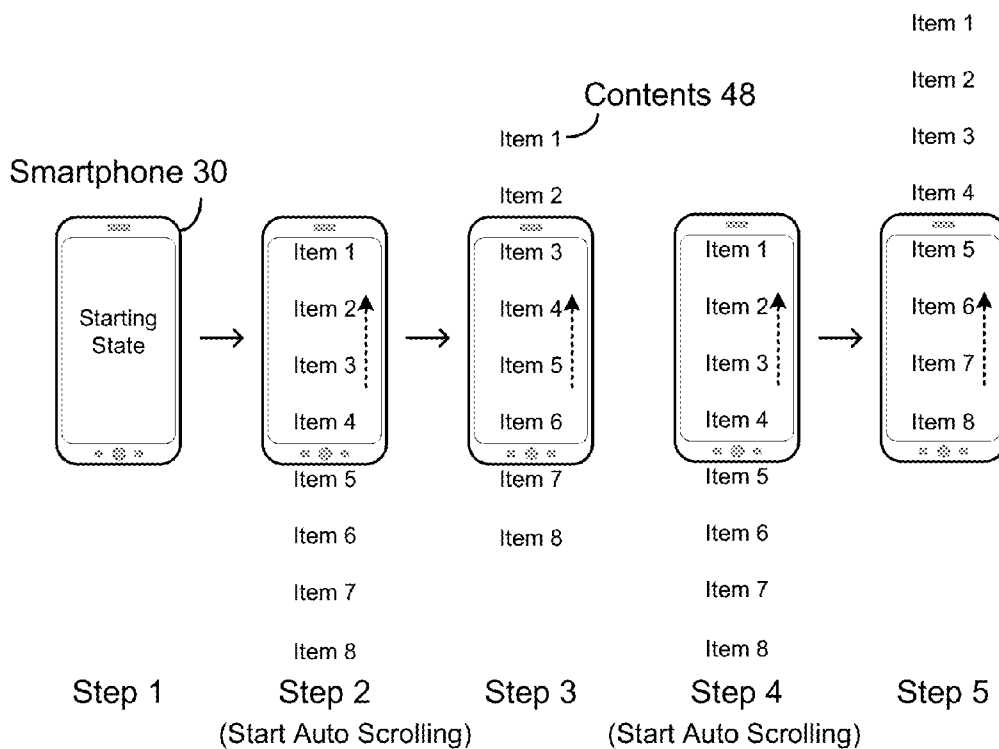 Contents 48
Smartphone 30
Starting
State
Step 1
Item 1
Item 2
Item 3
Item 4
Item 5
Item 6
Item 7
Item 8
Step 2
(Start Auto Scrolling)
Item 1
Item 2
Item 3
Item 4
Item 5
Item 6
Item 7
Item 8
Step 3
Item 1
Item 2
Item 3
Item 4
Item 5
Item 6
Item 7
Item 8
Step 4
(Start Auto Scrolling)
Item 1
Item 2
Item 3
Item 4
Item 5
Item 6
Item 7
Item 8
Step 5